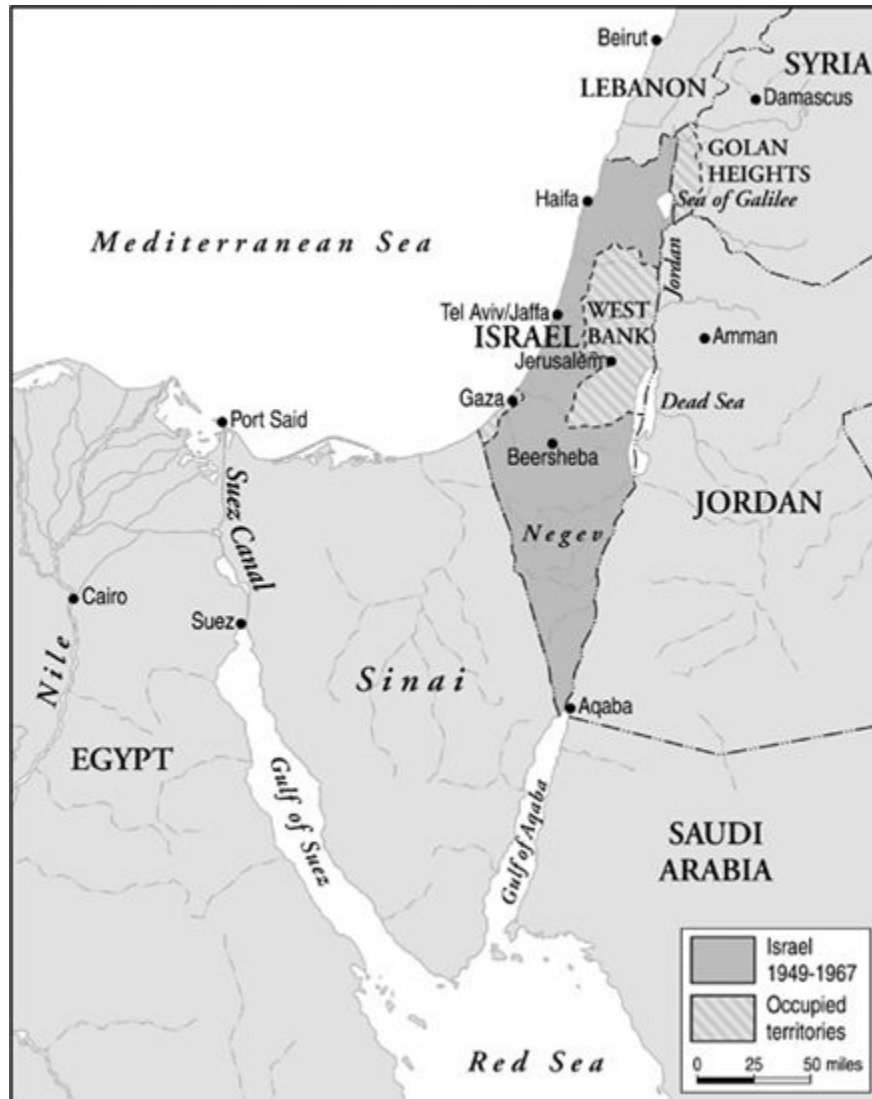 Beirut
SYRIA
LEBANON
Damascus
GOLAN
HEIGHTS
Haifa
Sea of Galilee
Mediterranean Sea
Jordan
Tel Aviv/Jaffa
WEST
BANK
ISRAEL
Amman
Jerusalem
Gaza
Dead Sea
Port Said
Beersheba
Suez Canal
JORDAN
Negev
Cairo
Suez
Nile
Sinai
Aqaba
EGYPT
Gulf of Suez
Gulf of Aqaba
SAUDI
ARABIA
Israel
1949-1967
Occupied
territories
0 25 50 miles
Red Sea